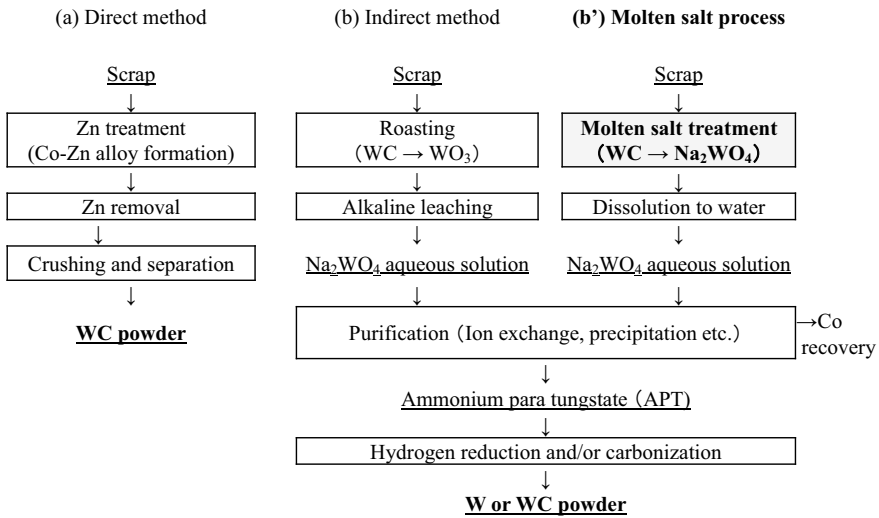 (a) Direct method
Scrap
↓
Zn treatment
(Co-Zn alloy formation)
↓
Zn removal
↓
Crushing and separation
↓
WC powder
(b) Indirect method
Scrap
↓
Roasting
(WC → WO₃)
↓
Alkaline leaching
↓
Na₂WO₄ aqueous solution
↓
(b’) Molten salt process
Scrap
↓
Molten salt treatment
(WC → Na₂WO₄)
↓
Dissolution to water
↓
Na₂WO₄ aqueous solution
↓
Purification (Ion exchange, precipitation etc.)
→Co
recovery
↓
Ammonium para tungstate (APT)
↓
Hydrogen reduction and/or carbonization
↓
W or WC powder